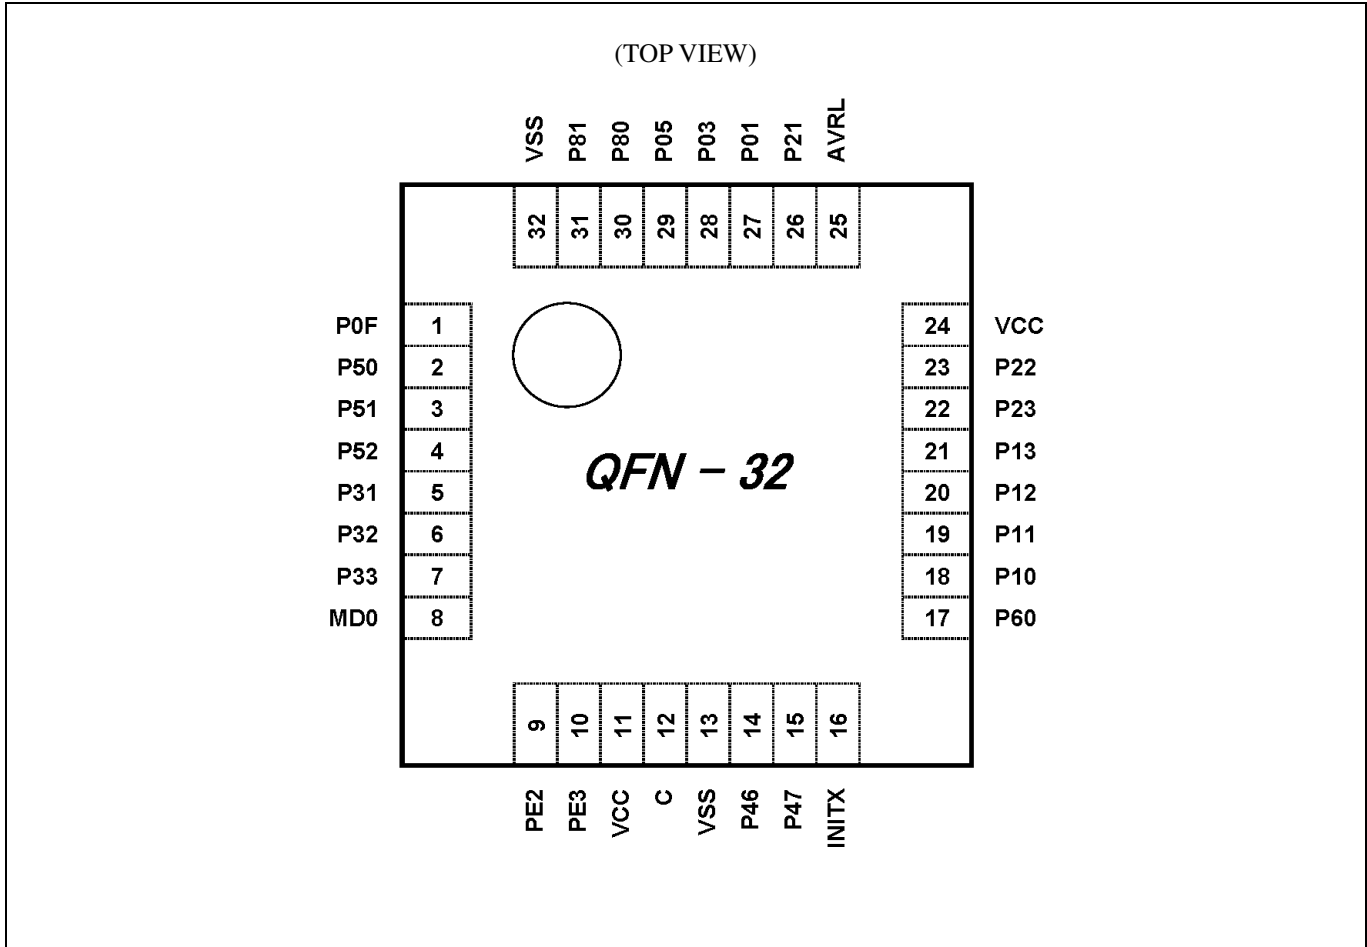 (TOP VIEW)
VSS P81 P80 P05 P03 P01 P21 AVRL
32 31 30 29 28 27 26 25
P0F 1 24 VCC
P50 2 23 P22
P51 3 22 P23
P52 4 21 P13
QFN - 32
P31 5 20 P12
P32 6 19 P11
P33 7 18 P10
MD0 8 17 P60
9 10 11 12 13 14 15 16
PE2 PE3 VCC C VSS P46 P47 INITX